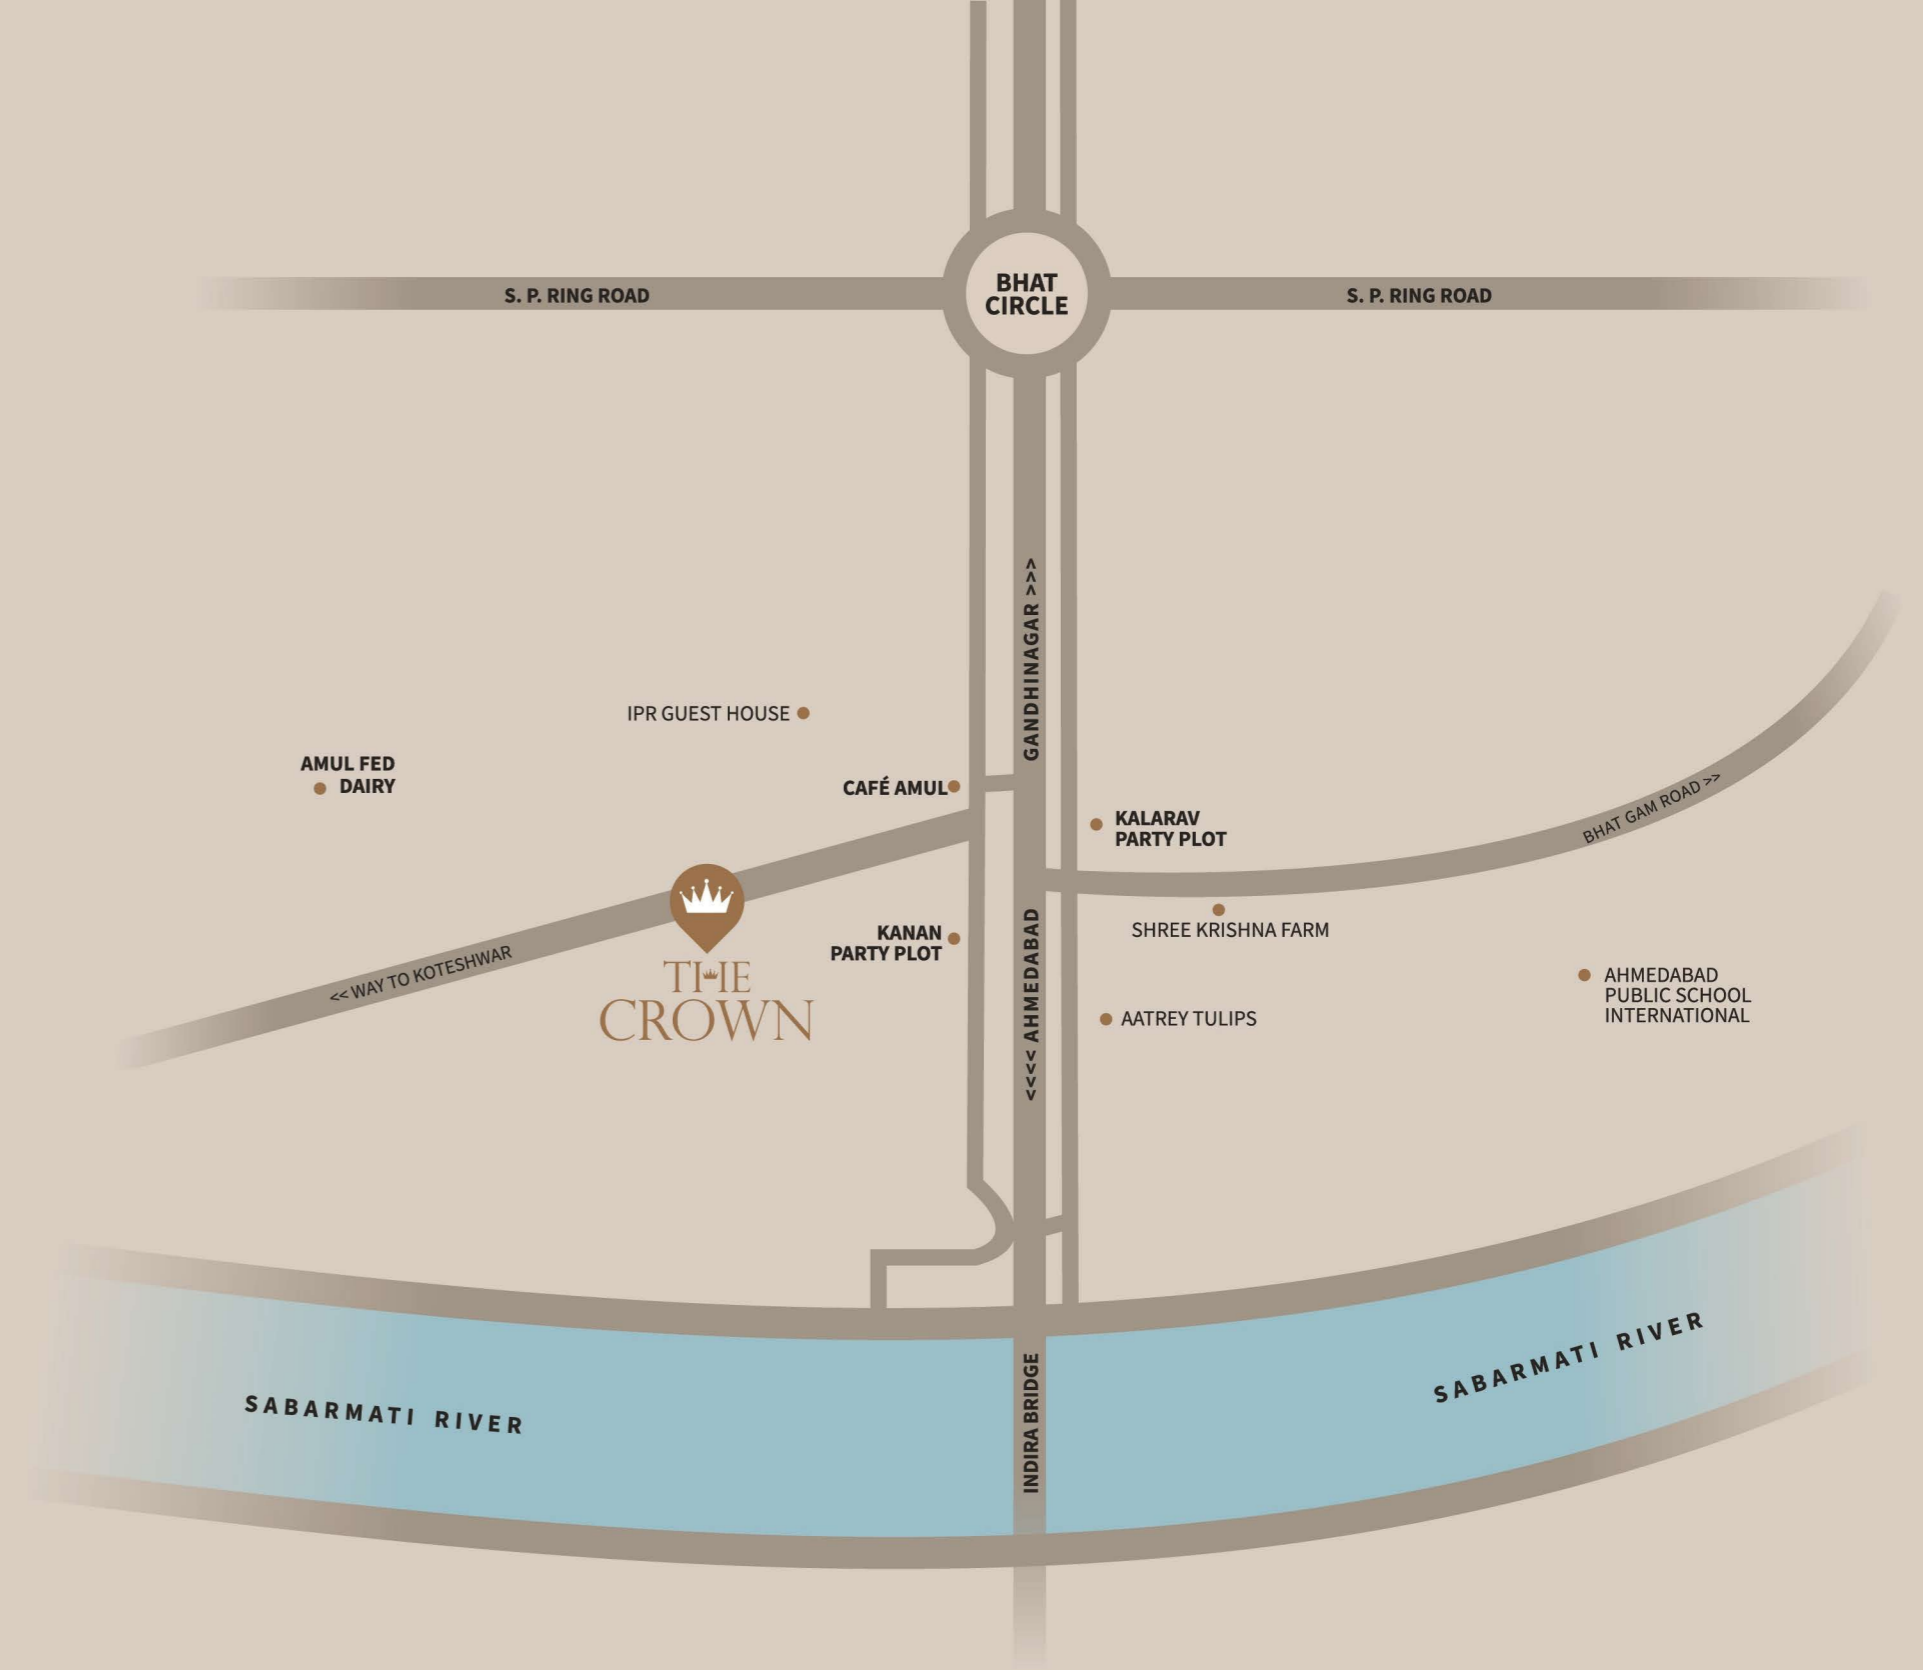 BHAT
CIRCLE
S. P. RING ROAD
S. P. RING ROAD
GANDHINAGAR >>>
IPR GUEST HOUSE
AMUL FED
DAIRY
CAFÉ AMUL
KALARAV
PARTY PLOT
BHAT GAM ROAD >>
SHREE KRISHNA FARM
KANAN
PARTY PLOT
<< WAY TO KOTESHWAR
THE
CROWN
<<<< AHMEDABAD
AHMEDABAD
PUBLIC SCHOOL
INTERNATIONAL
AATREY TULIPS
SABARMATI RIVER
INDIRA BRIDGE
SABARMATI RIVER